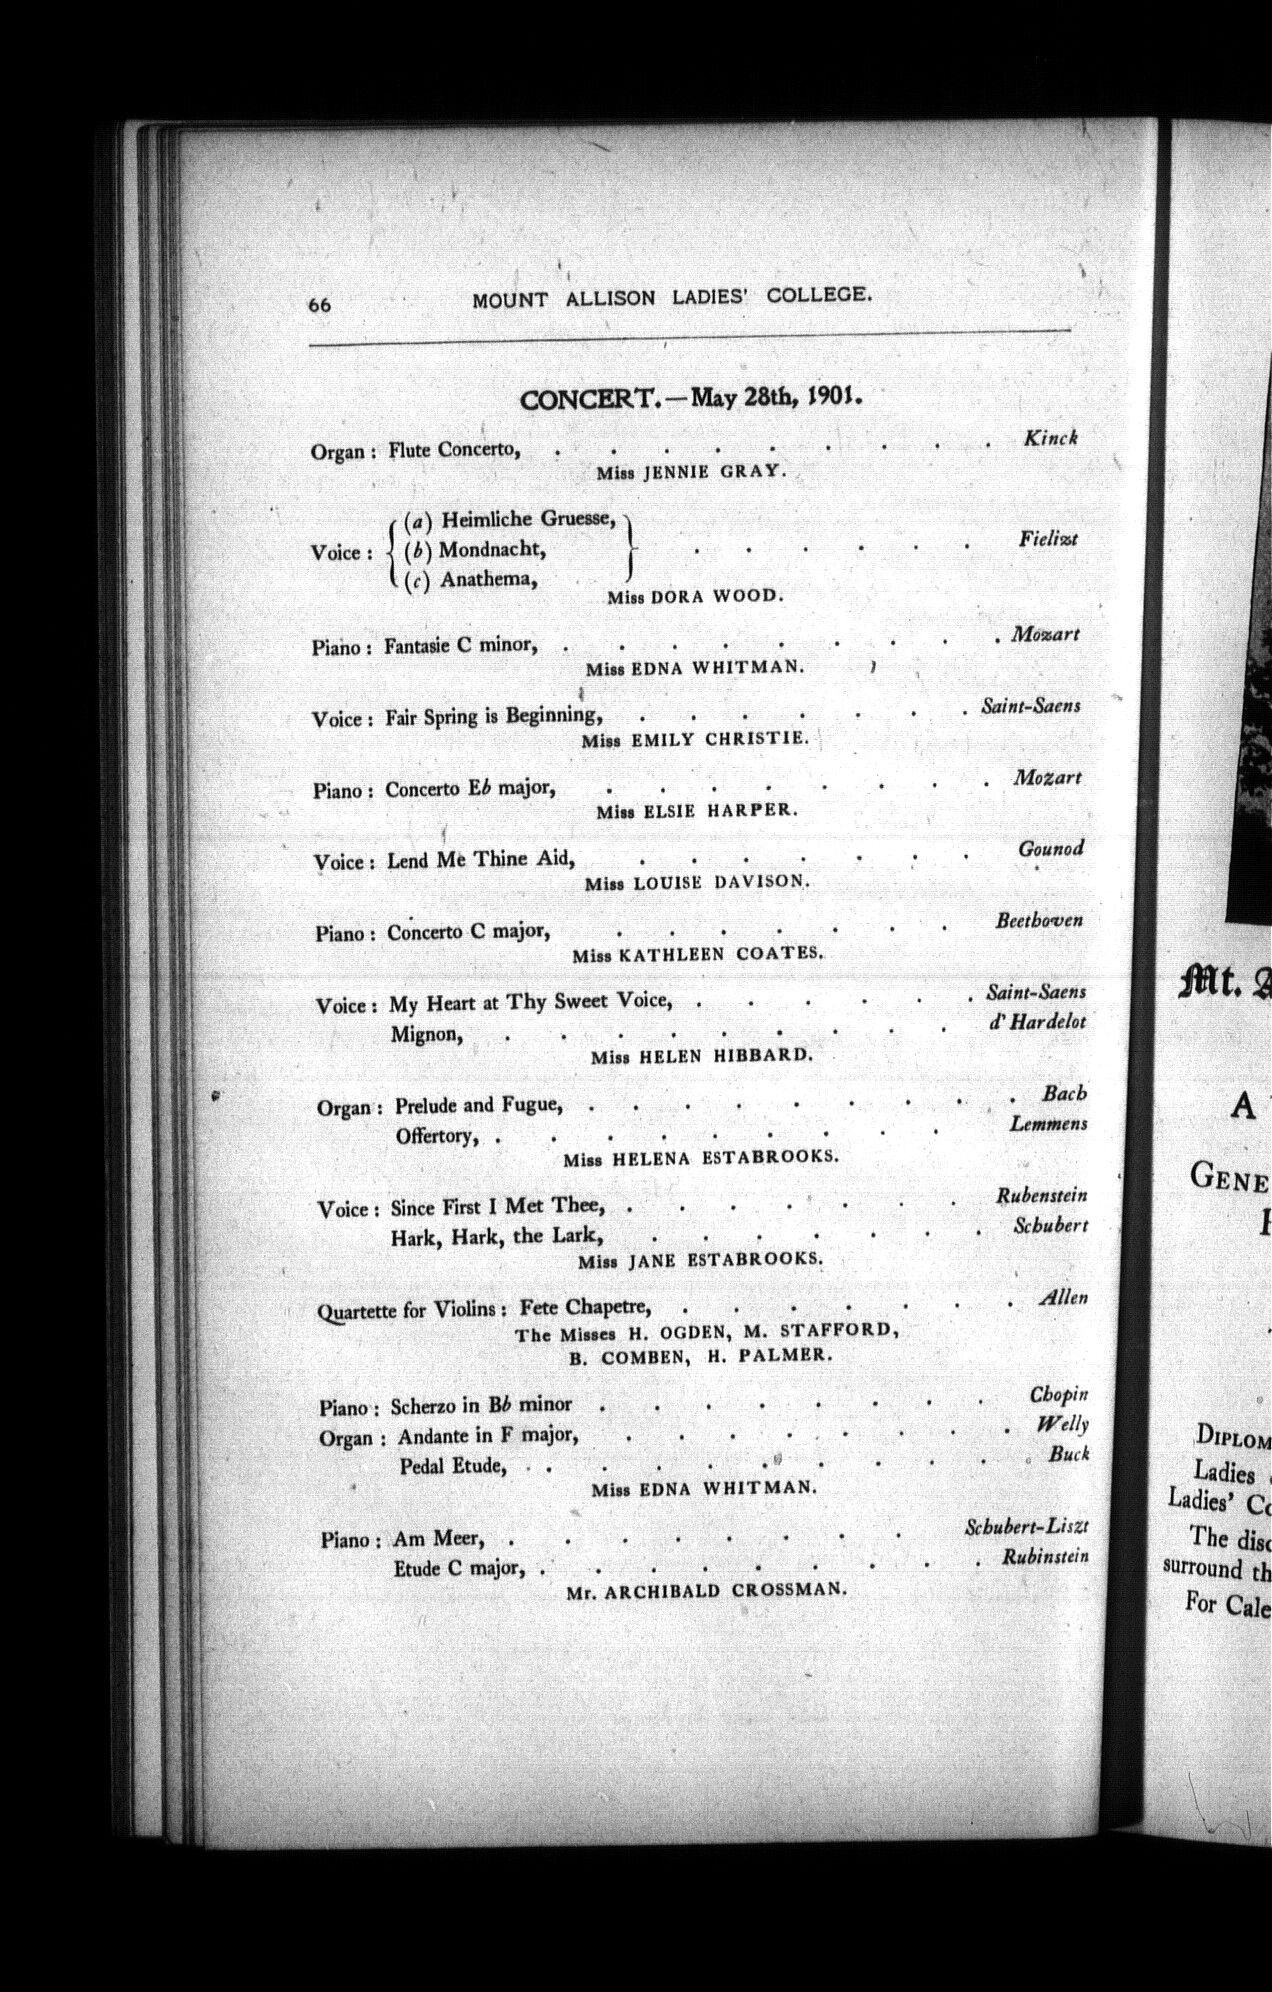 66
MOUNT ALLISON LADIES' COLLEGE.
CONCERT.—May 28th, 1901.
Organ : Flute Concerto, . . . . . . . . . Kinck
Miss JENNIE GRAY.
(a) Heimliche Gruesse,
Voice : (b) Mondnacht, . . . . . . Fielizst
(c) Anathema,
Miss DORA WOOD.
Piano : Fantasie C minor, . . . . . . . . . Mozart
Miss EDNA WHITMAN.
Voice : Fair Spring is Beginning, . . . . . . . Saint-Saens
Miss EMILY CHRISTIE.
Piano : Concerto Eb major, . . . . . . . . Mozart
Miss ELSIE HARPER.
Voice : Lend Me Thine Aid, . . . . . . . Gounod
Miss LOUISE DAVISON.
Piano : Concerto C major, . . . . . . . Beethoven
Miss KATHLEEN COATES.
Voice : My Heart at Thy Sweet Voice, . . . . . . Saint-Saens
Mignon, . . . . . . . . . d' Hardelot
Miss HELEN HIBBARD.
Organ : Prelude and Fugue, . . . . . . . . . Bach
Offertory, . . . . . . . . . Lemmens
Miss HELENA ESTABROOKS.
Voice : Since First I Met Thee, . . . . . . . Rubenstein
Hark, Hark, the Lark, . . . . . . . Schubert
Miss JANE ESTABROOKS.
Quartette for Violins : Fete Chapetre, . . . . . . . Allen
The Misses H. OGDEN, M. STAFFORD,
B. COMBEN, H. PALMER.
Piano : Scherzo in Bb minor . . . . . . . . Chopin
Organ : Andante in F major, . . . . . . . . Welly
Pedal Etude, . . . . . . . . . . Buck
Miss EDNA WHITMAN.
Piano : Am Meer, . . . . . . . . Schubert-Liszt
Etude C major, . . . . . . . . . Rubinstein
Mr. ARCHIBALD CROSSMAN.
Mt.
A
GENE
DIPLOM
Ladies
Ladies' Co
The disc
surround th
For Cale